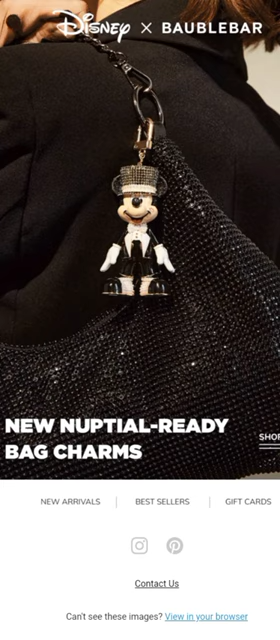 Disney × BAUBLEBAR
NEW NUPTIAL-READY
BAG CHARMS
SHOP
NEW ARRIVALS | BEST SELLERS | GIFT CARDS
Contact Us
Can't see these images? View in your browser